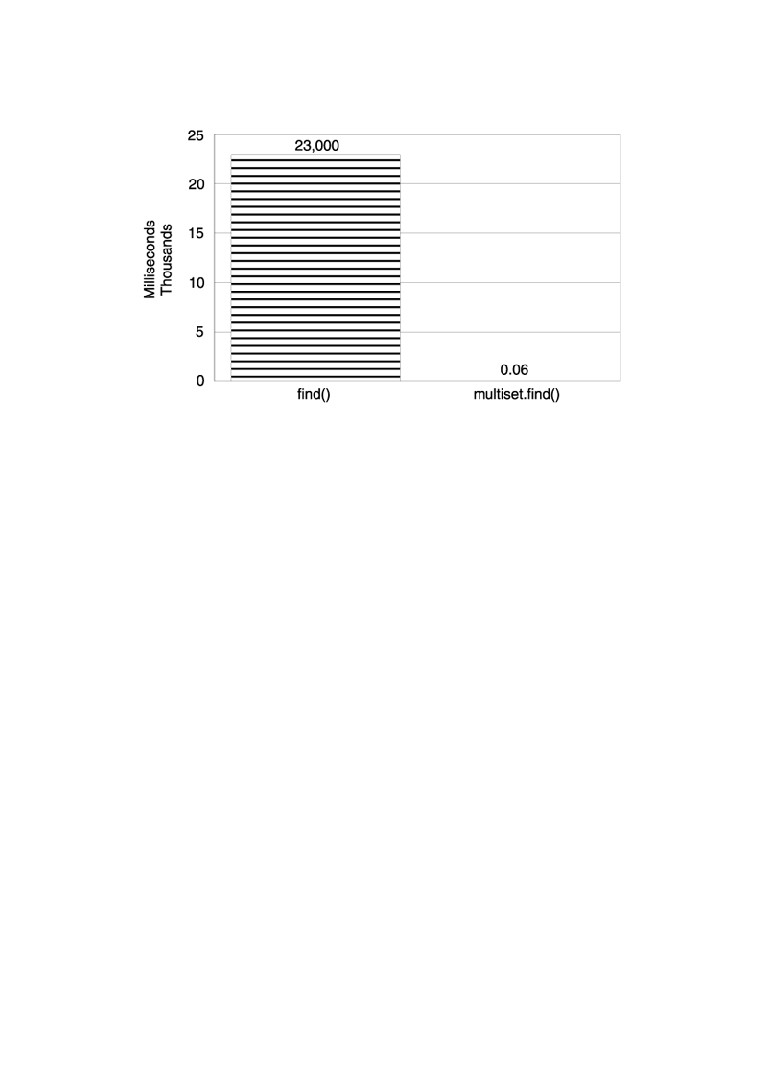 25
23,000
20
15
Milliseconds
Thousands
10
5
0.06
0
find()
multiset.find()